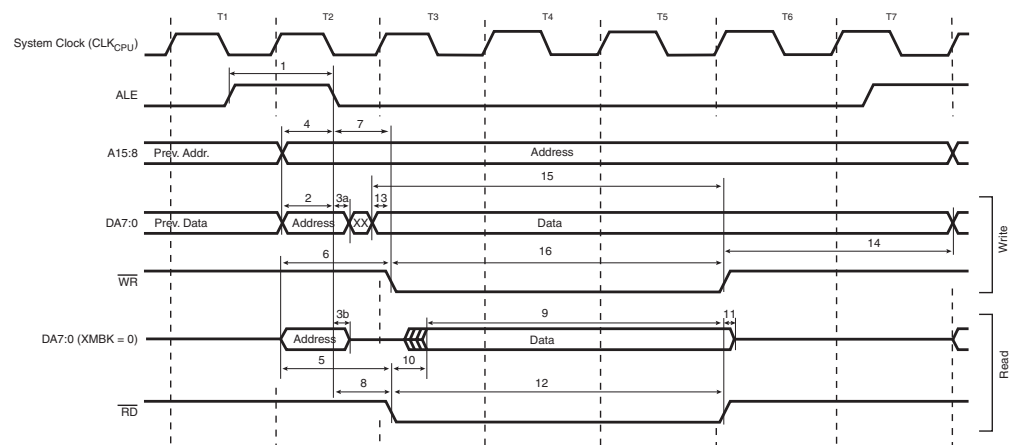 T1 T2 T3 T4 T5 T6 T7
System Clock (CLKCPU)
1
ALE
4 7
A15:8 Prev. Addr. Address
15
2 3a 13
DA7:0 Prev. Data Address XX Data
14
6 16
WR
Write
3b 9 11
DA7:0 (XMBK = 0) Address Data
5 10
8 12
RD
Read